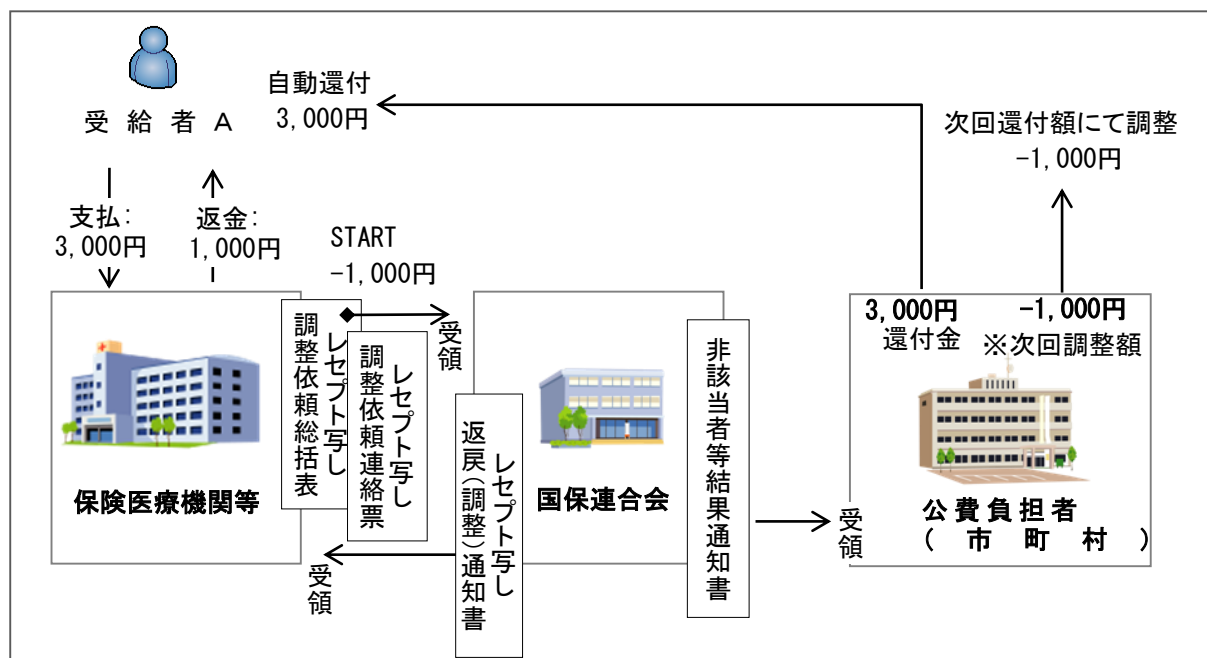 自動還付
3,000円
受給者A
次回還付額にて調整
-1,000円
支払:
3,000円
返金:
1,000円
START
-1,000円
受領
レセプト写し
調整依頼総括表
レセプト写し
調整依頼連絡票
保険医療機関等
受領
レセプト写し
返戻(調整)通知書
国保連合会
非該当者等結果通知書
受領
3,000円
還付金
-1,000円
※次回調整額
公費負担者
(市町村)